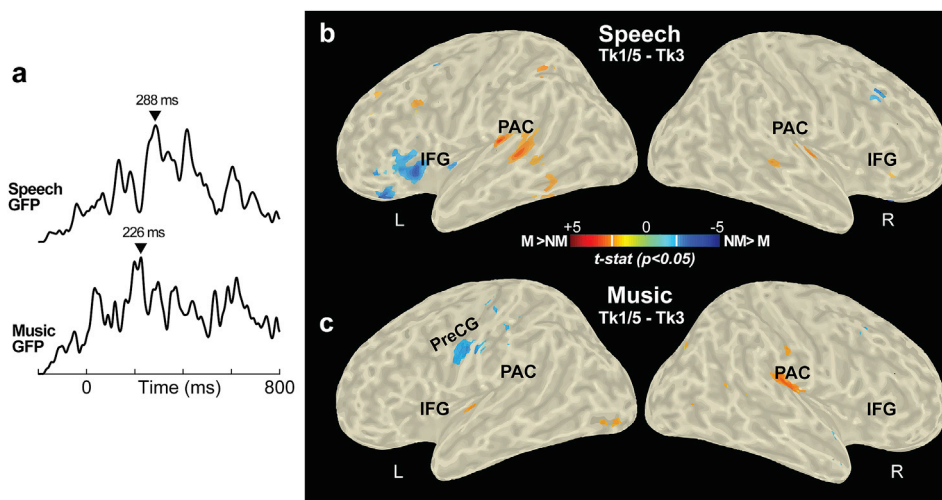 a
288 ms
Speech
GFP
226 ms
Music
GFP
0
Time (ms)
800
b
Speech
Tk1/5 - Tk3
PAC
IFG
L
PAC
IFG
R
+5
0
-5
M >NM
NM> M
t-stat (p<0.05)
c
Music
Tk1/5 - Tk3
PreCG
PAC
IFG
L
PAC
IFG
R